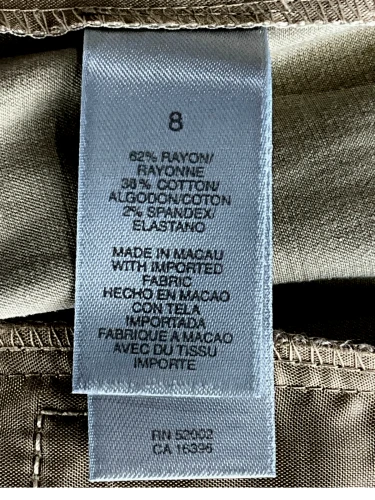 8
62% RAYON/
RAYONNE
36% COTTON/
ALGODON/COTON
2% SPANDEX/
ELASTANO
MADE IN MACAU
WITH IMPORTED
FABRIC
HECHO EN MACAO
CON TELA
IMPORTADA
FABRIQUE A MACAO
AVEC DU TISSU
IMPORTE
RN 52002
CA 16396